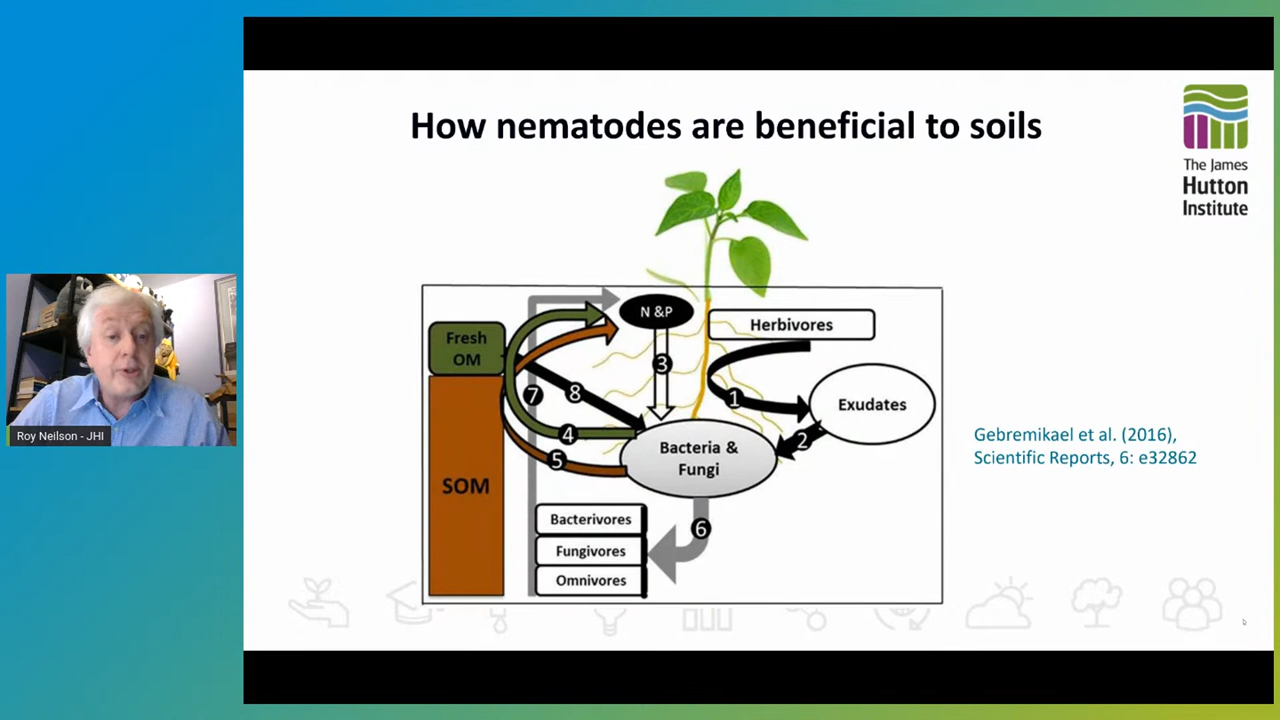 How nematodes are beneficial to soils
The James
Hutton
Institute
N &P
Herbivores
Fresh
OM
3
7
8
1
Exudates
4
2
5
Bacteria &
Fungi
SOM
6
Bacterivores
Fungivores
Omnivores
Gebremikael et al. (2016),
Scientific Reports, 6: e32862
Roy Neilson - JHI